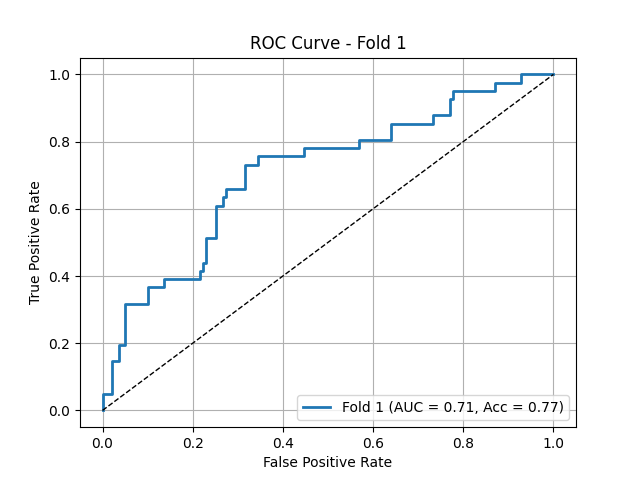 ROC Curve - Fold 1
True Positive Rate
1.0
0.8
0.6
0.4
0.2
0.0
Fold 1 (AUC = 0.71, Acc = 0.77)
0.0 0.2 0.4 0.6 0.8 1.0
False Positive Rate